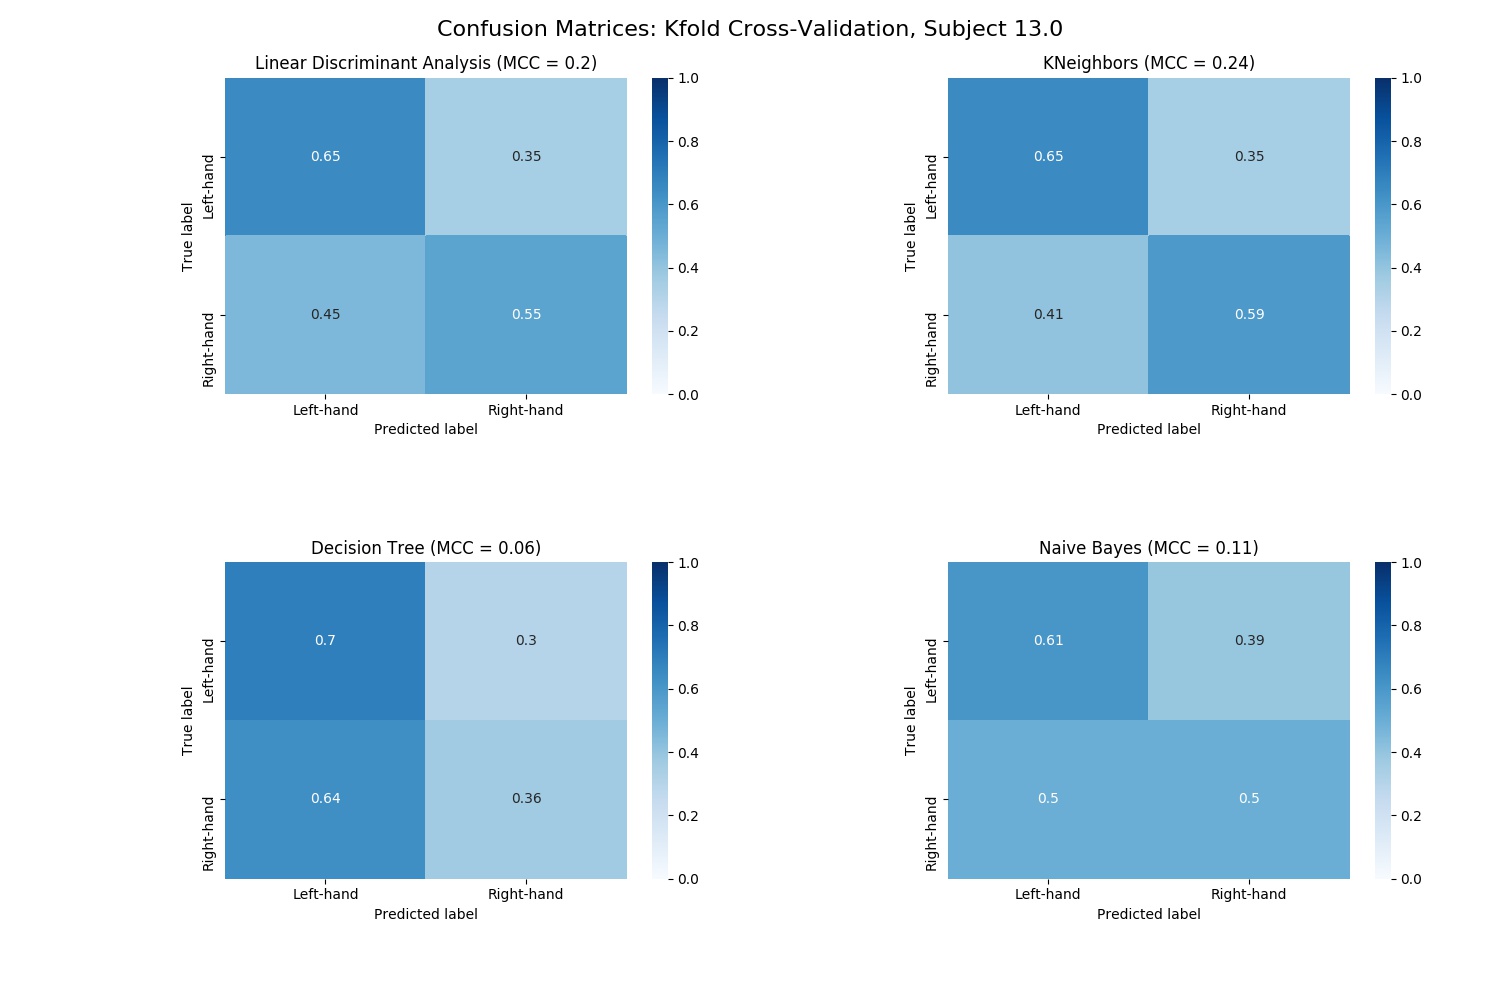 Confusion Matrices: Kfold Cross-Validation, Subject 13.0
Linear Discriminant Analysis (MCC = 0.2)
True label
Left-hand
Right-hand
0.65
0.35
0.45
0.55
Left-hand
Right-hand
Predicted label
1.0
0.8
0.6
0.4
0.2
0.0
KNeighbors (MCC = 0.24)
True label
Left-hand
Right-hand
0.65
0.35
0.41
0.59
Left-hand
Right-hand
Predicted label
1.0
0.8
0.6
0.4
0.2
0.0
Decision Tree (MCC = 0.06)
True label
Left-hand
Right-hand
0.7
0.3
0.64
0.36
Left-hand
Right-hand
Predicted label
1.0
0.8
0.6
0.4
0.2
0.0
Naive Bayes (MCC = 0.11)
True label
Left-hand
Right-hand
0.61
0.39
0.5
0.5
Left-hand
Right-hand
Predicted label
1.0
0.8
0.6
0.4
0.2
0.0